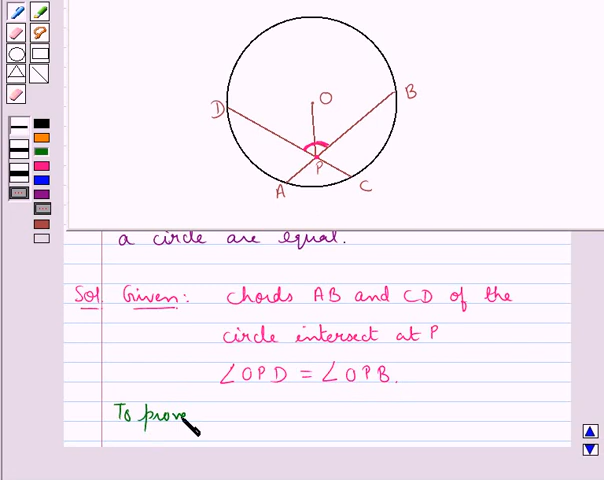 O
B
D
P
A
C
a circle are equal.
Sol Given: Chords AB and CD of the
circle intersect at P
∠OPD = ∠OPB.
To prove